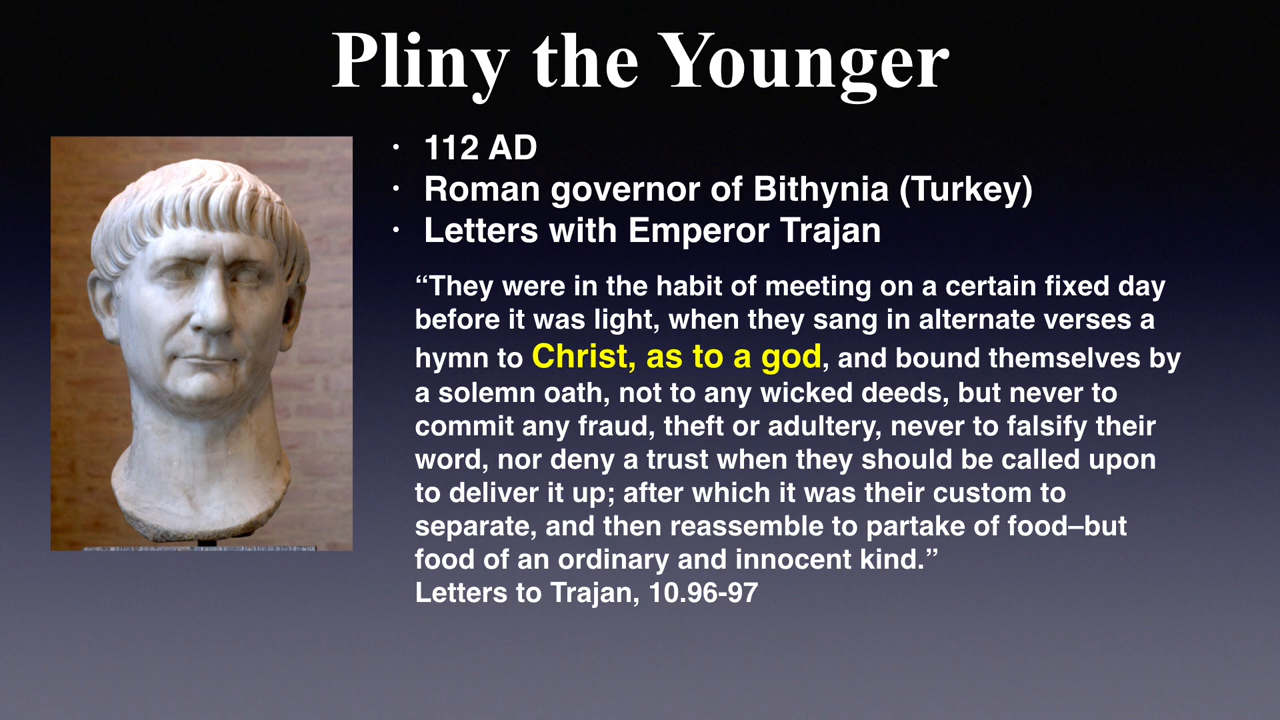 Pliny the Younger
• 112 AD
• Roman governor of Bithynia (Turkey)
• Letters with Emperor Trajan
“They were in the habit of meeting on a certain fixed day
before it was light, when they sang in alternate verses a
hymn to Christ, as to a god, and bound themselves by
a solemn oath, not to any wicked deeds, but never to
commit any fraud, theft or adultery, never to falsify their
word, nor deny a trust when they should be called upon
to deliver it up; after which it was their custom to
separate, and then reassemble to partake of food–but
food of an ordinary and innocent kind.”
Letters to Trajan, 10.96-97